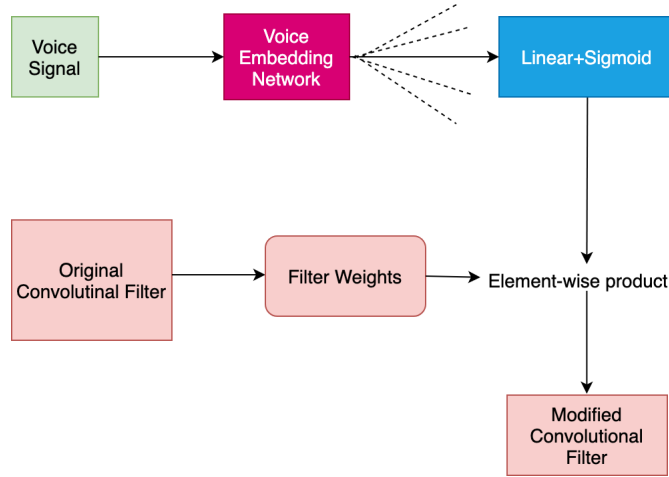 Voice
Signal
Voice
Embedding
Network
Linear+Sigmoid
Original
Convolutinal Filter
Filter Weights
Element-wise product
Modified
Convolutional
Filter